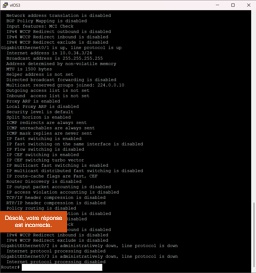 Network address translation is disabled
BGP Policy Mapping is disabled
Input features: MCI Check
IPv4 WCCP Redirect outbound is disabled
IPv4 WCCP Redirect inbound is disabled
IPv4 WCCP Redirect exclude is disabled
GigabitEthernet0/1 is up, line protocol is up
Broadcast address is 255.255.255.255
Address determined by non-volatile memory
MTU is 1500 bytes
Helper address is not set
Directed broadcast forwarding is disabled
Multicast reserved groups joined: 224.0.0.10
Outgoing access list is not set
Inbound access list is not set
Proxy ARP is enabled
Local Proxy ARP is disabled
Security level is default
Split horizon is enabled
ICMP redirects are always sent
ICMP unreachables are always sent
ICMP mask replies are never sent
IP fast switching is enabled
IP fast switching on the same interface is disabled
IP Flow switching is disabled
IP CEF switching is enabled
IP CEF switching turbo vector
IP multicast fast switching is enabled
IP multicast distributed fast switching is disabled
IP route-cache flags are Fast, CEF
Router Discovery is disabled
IP output packet accounting is disabled
IP access violation accounting is disabled
TCP/IP header compression is disabled
RTP/IP header compression is disabled
Policy routing is disabled
Désolé, votre réponse
est incorrecte.
is disabled
is disabled
outbound is disabled
IPv4 WCCP Redirect inbound is disabled
IPv4 WCCP Redirect exclude is disabled
is administratively down, line protocol is down
Internet protocol processing disabled
is administratively down, line protocol is down
Internet protocol processing disabled
Router#